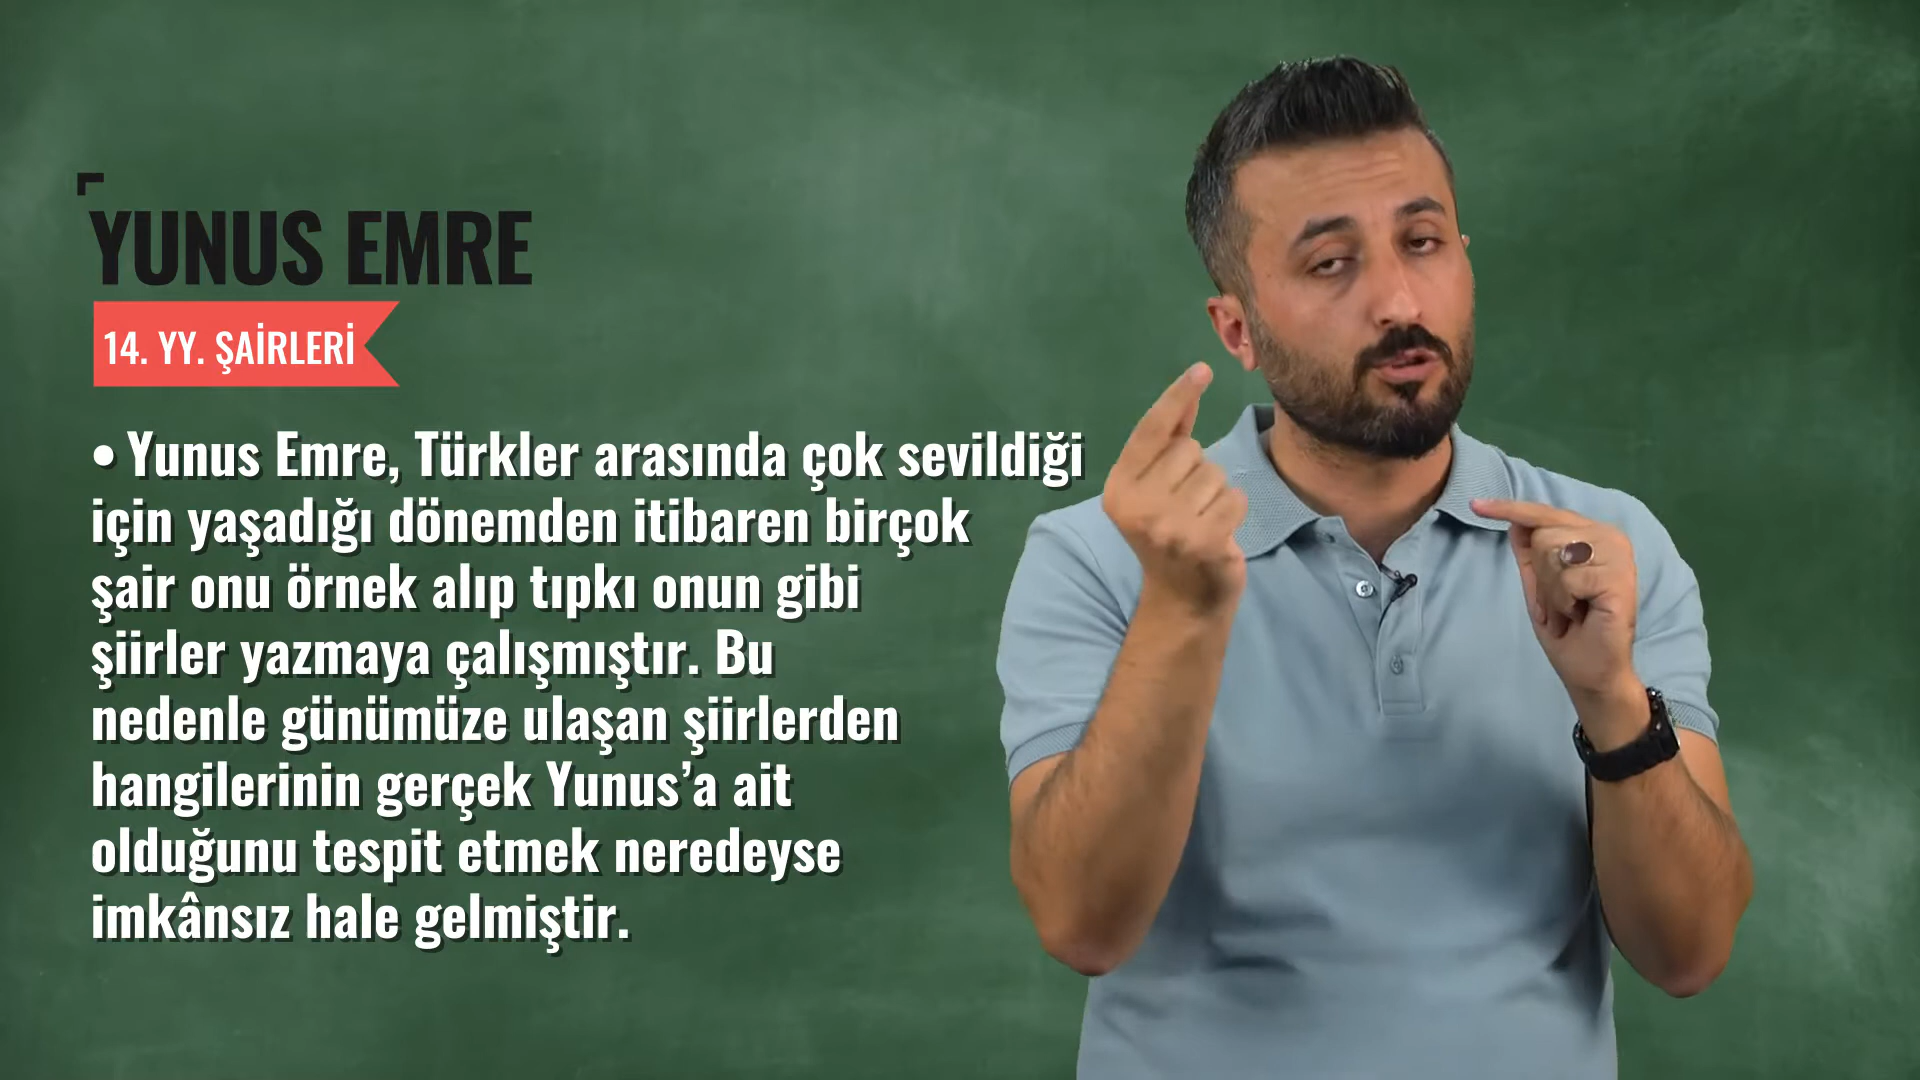 YUNUS EMRE
14. YY. ŞAİRLERİ
• Yunus Emre, Türkler arasında çok sevildiği
için yaşadığı dönemden itibaren birçok
şair onu örnek alıp tıpkı onun gibi
şiirler yazmaya çalışmıştır. Bu
nedenle günümüze ulaşan şiirlerden
hangilerinin gerçek Yunus’a ait
olduğunu tespit etmek neredeyse
imkânsız hale gelmiştir.